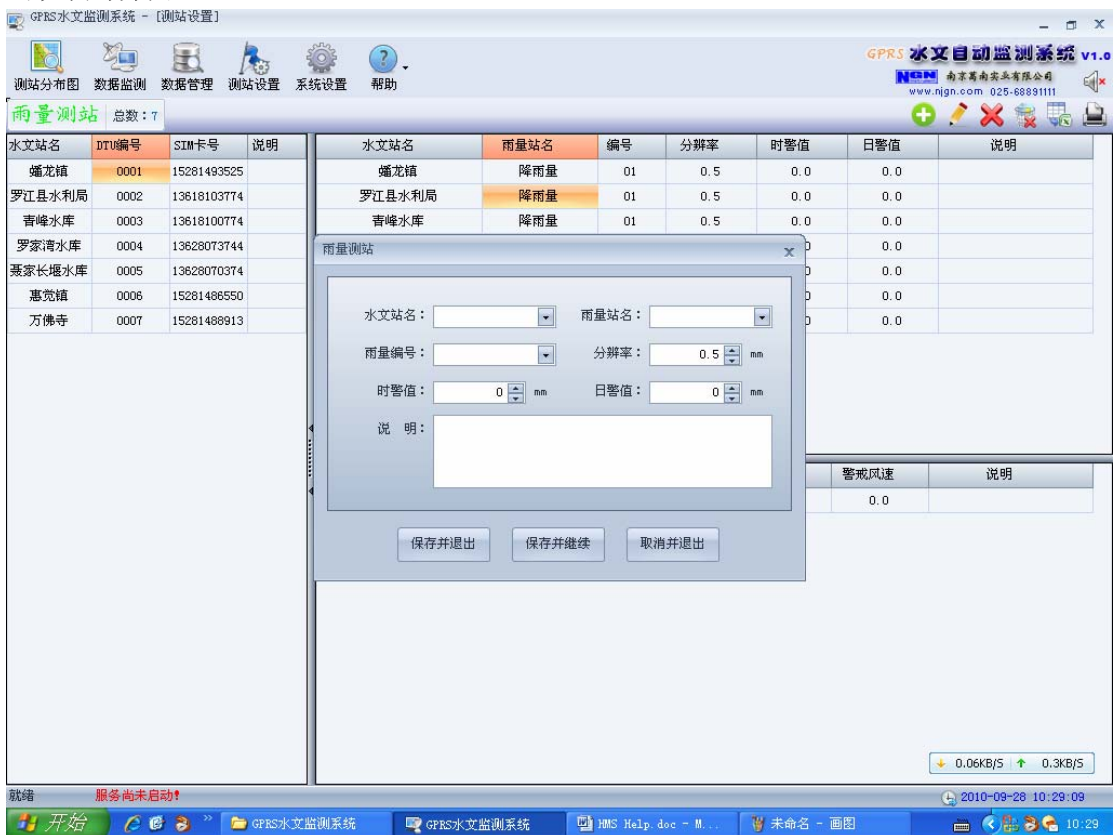 GPRS水文监测系统 - [测站设置]
测站分布图 数据监测 数据管理 测站设置 系统设置 帮助
GPRS 水文自动监测系统 V1.0
NGN 南京葛南实业有限公司
www.njgn.com 025-68891111
雨量测站 总数:7
水文站名 DTU编号 SIM卡号 说明 水文站名 雨量站名 编号 分辨率 时警值 日警值 说明
蟠龙镇 0001 15281493525 蟠龙镇 降雨量 01 0.5 0.0 0.0
罗江县水利局 0002 13618103774 罗江县水利局 降雨量 01 0.5 0.0 0.0
青峰水库 0003 13618100774 青峰水库 降雨量 01 0.5 0.0 0.0
罗家湾水库 0004 13628073744 0.0
聂家长堰水库 0005 13628070374 0.0
惠觉镇 0006 15281486550 0.0
万佛寺 0007 15281488913 0.0
雨量测站 x
水文站名: 雨量站名:
雨量编号: 分辨率: 0.5 mm
时警值: 0 mm 日警值: 0 mm
说 明:
保存并退出 保存并继续 取消并退出
警戒风速 说明
0.0
0.06KB/S 0.3KB/S
就绪 服务尚未启动! 2010-09-28 10:29:09
开始 GPRS水文监测系统 GPRS水文监测系统 HMS Help.doc - M... 未命名 - 画图 10:29